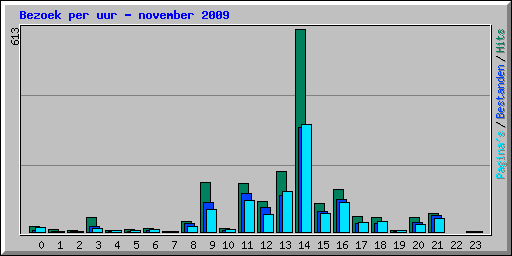 Bezoek per uur - november 2009
613
Pagina's / Bestanden / Hits
0 1 2 3 4 5 6 7 8 9 10 11 12 13 14 15 16 17 18 19 20 21 22 23